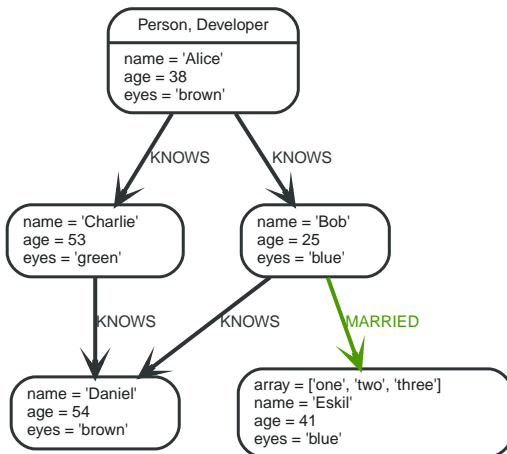 Person, Developer
name = 'Alice'
age = 38
eyes = 'brown'
KNOWS
KNOWS
name = 'Charlie'
age = 53
eyes = 'green'
name = 'Bob'
age = 25
eyes = 'blue'
KNOWS
KNOWS
MARRIED
name = 'Daniel'
age = 54
eyes = 'brown'
array = ['one', 'two', 'three']
name = 'Eskil'
age = 41
eyes = 'blue'